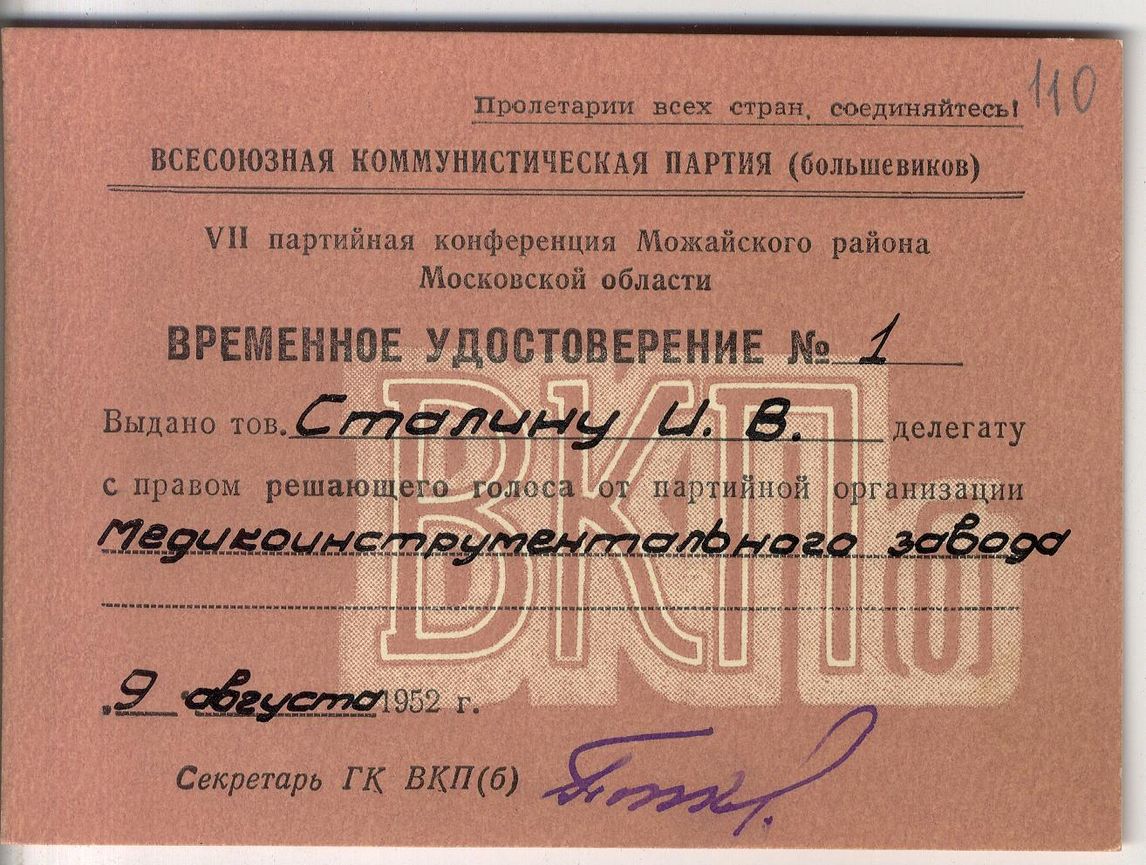 110
Пролетарии всех стран, соединяйтесь!
ВСЕСОЮЗНАЯ КОММУНИСТИЧЕСКАЯ ПАРТИЯ (большевиков)
VII партийная конференция Можайского района
Московской области
ВРЕМЕННОЕ УДОСТОВЕРЕНИЕ № 1
Выдано тов. Сталину И. В. делегату
с правом решающего голоса от партийной организации
Медикоинструментального завода
ВКП(б)
„9 августа 1952 г.
Секретарь ГК ВКП(б)